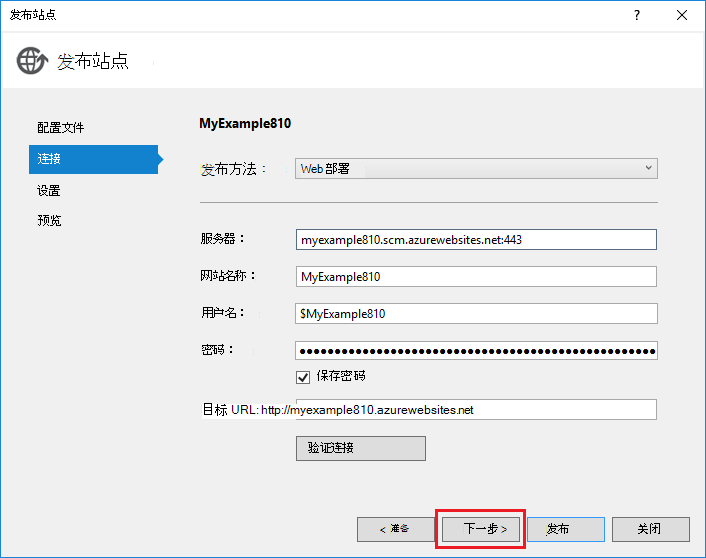 发布站点
?
发布站点
配置文件
连接
设置
预览
MyExample810
发布方法：
Web 部署
服务器：
myexample810.scm.azurewebsites.net:443
网站名称：
MyExample810
用户名：
$MyExample810
密码：
保存密码
目标 URL: http://myexample810.azurewebsites.net
验证连接
< 准备
下一步 >
发布
关闭